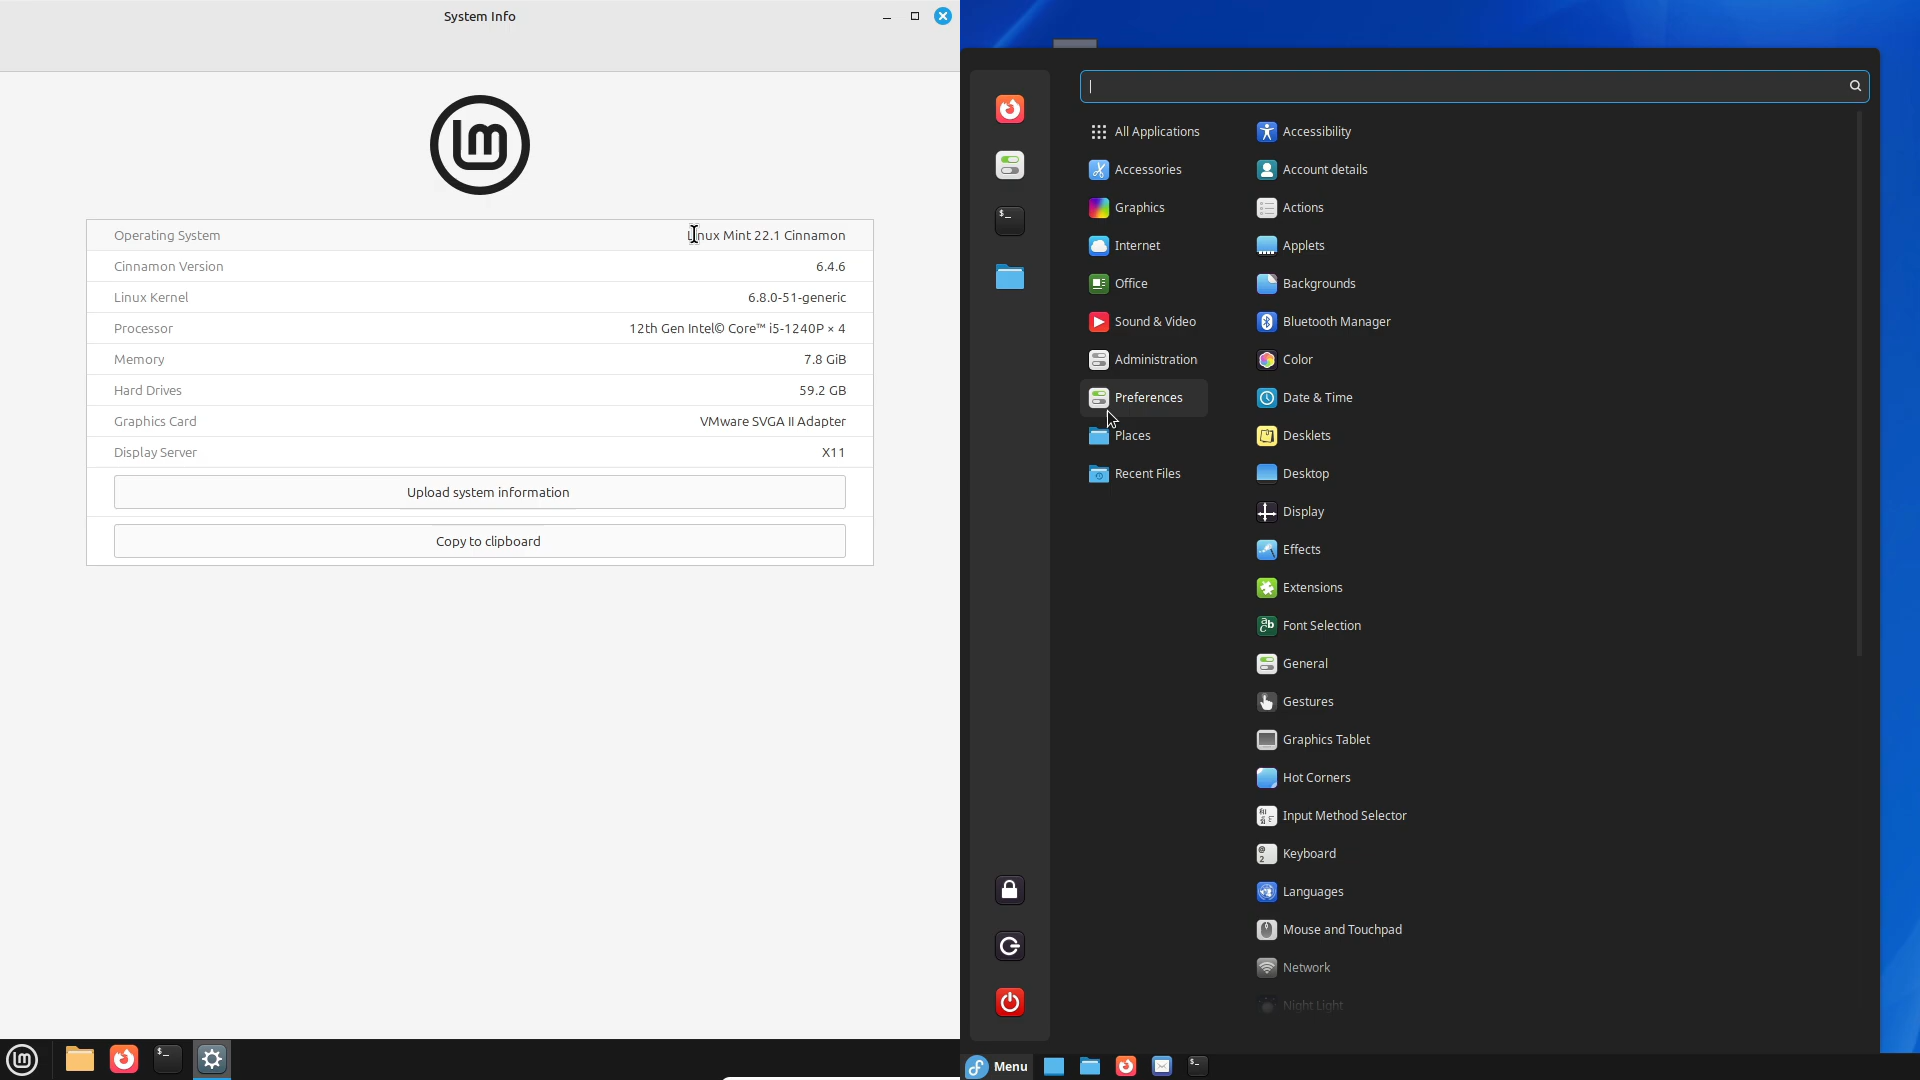 System Info
Operating System Linux Mint 22.1 Cinnamon
Cinnamon Version 6.4.6
Linux Kernel 6.8.0-51-generic
Processor 12th Gen Intel© Core™ i5-1240P × 4
Memory 7.8 GiB
Hard Drives 59.2 GB
Graphics Card VMware SVGA II Adapter
Display Server X11
Upload system information
Copy to clipboard
All Applications
Accessories
Graphics
Internet
Office
Sound & Video
Administration
Preferences
Places
Recent Files
Accessibility
Account details
Actions
Applets
Backgrounds
Bluetooth Manager
Color
Date & Time
Desklets
Desktop
Display
Effects
Extensions
Font Selection
General
Gestures
Graphics Tablet
Hot Corners
Input Method Selector
Keyboard
Languages
Mouse and Touchpad
Network
Night Light
Menu